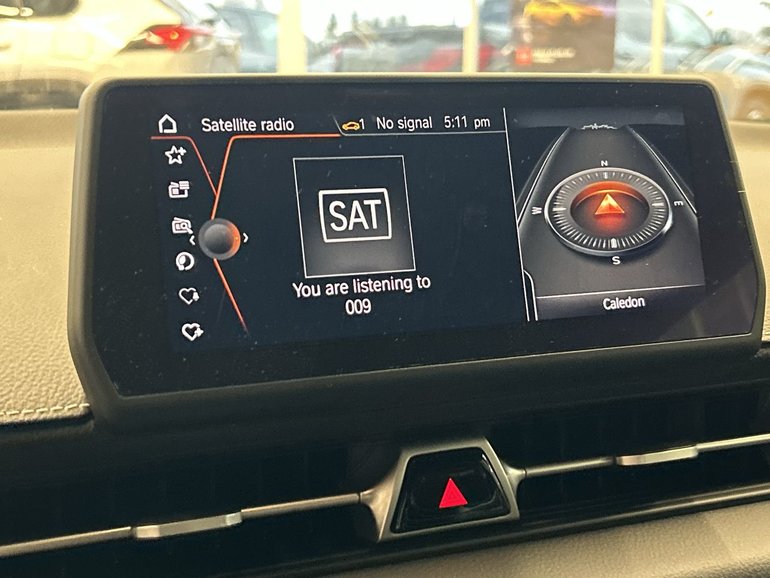 Satellite radio
1 No signal 5:11 pm
SAT
You are listening to
009
N
W
E
S
Caledon